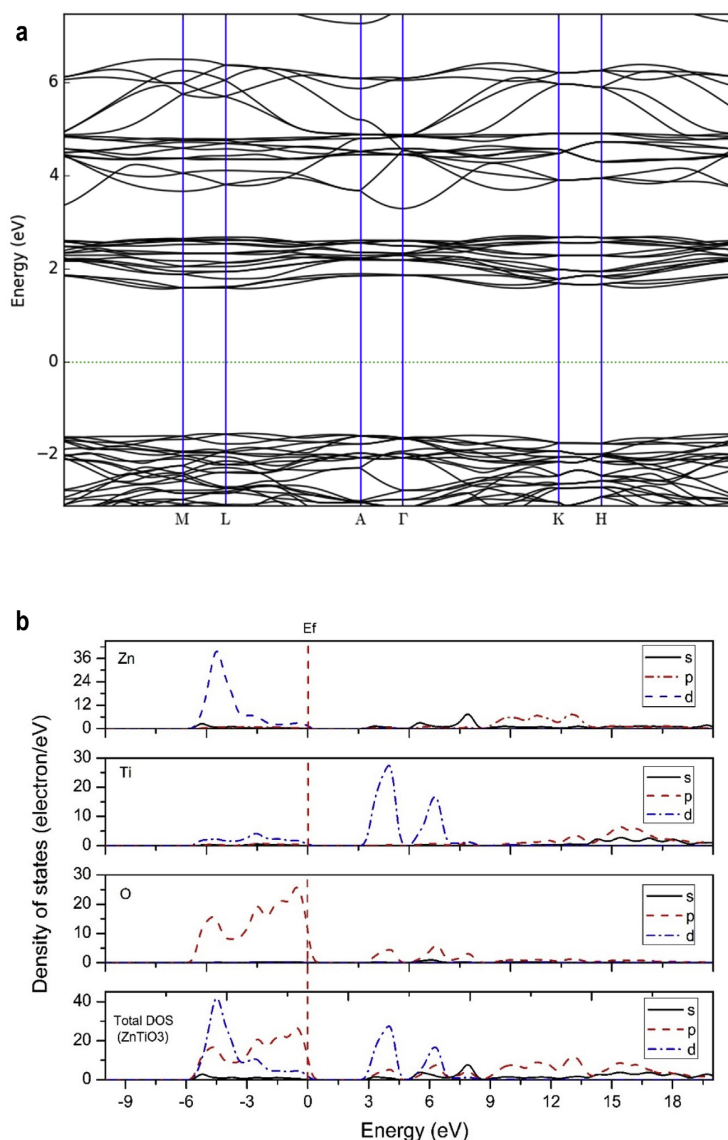 a
6
4
2
0
−2
Energy (eV)
M L A Γ K H
b
Ef
Zn
36
24
12
0
s
p
d
Ti
30
20
10
0
s
p
d
O
30
20
10
0
s
p
d
Total DOS
(ZnTiO3)
40
20
0
s
p
d
-9 -6 -3 0 3 6 9 12 15 18
Density of states (electron/eV)
Energy (eV)